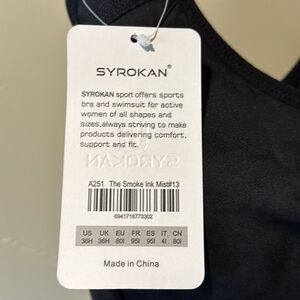 SYROKAN®
SYROKAN sport offers sports
bra and swimsuit for active
women of all shapes and
sizes,always striving to make
products delivering comfort,
support and fit.
SYROKAN
A251 The Smoke Ink Mist#13
6941718773302
US UK EU FR ES IT CN
36H 36H 80I 95I 95I 4I 80I
Made in China